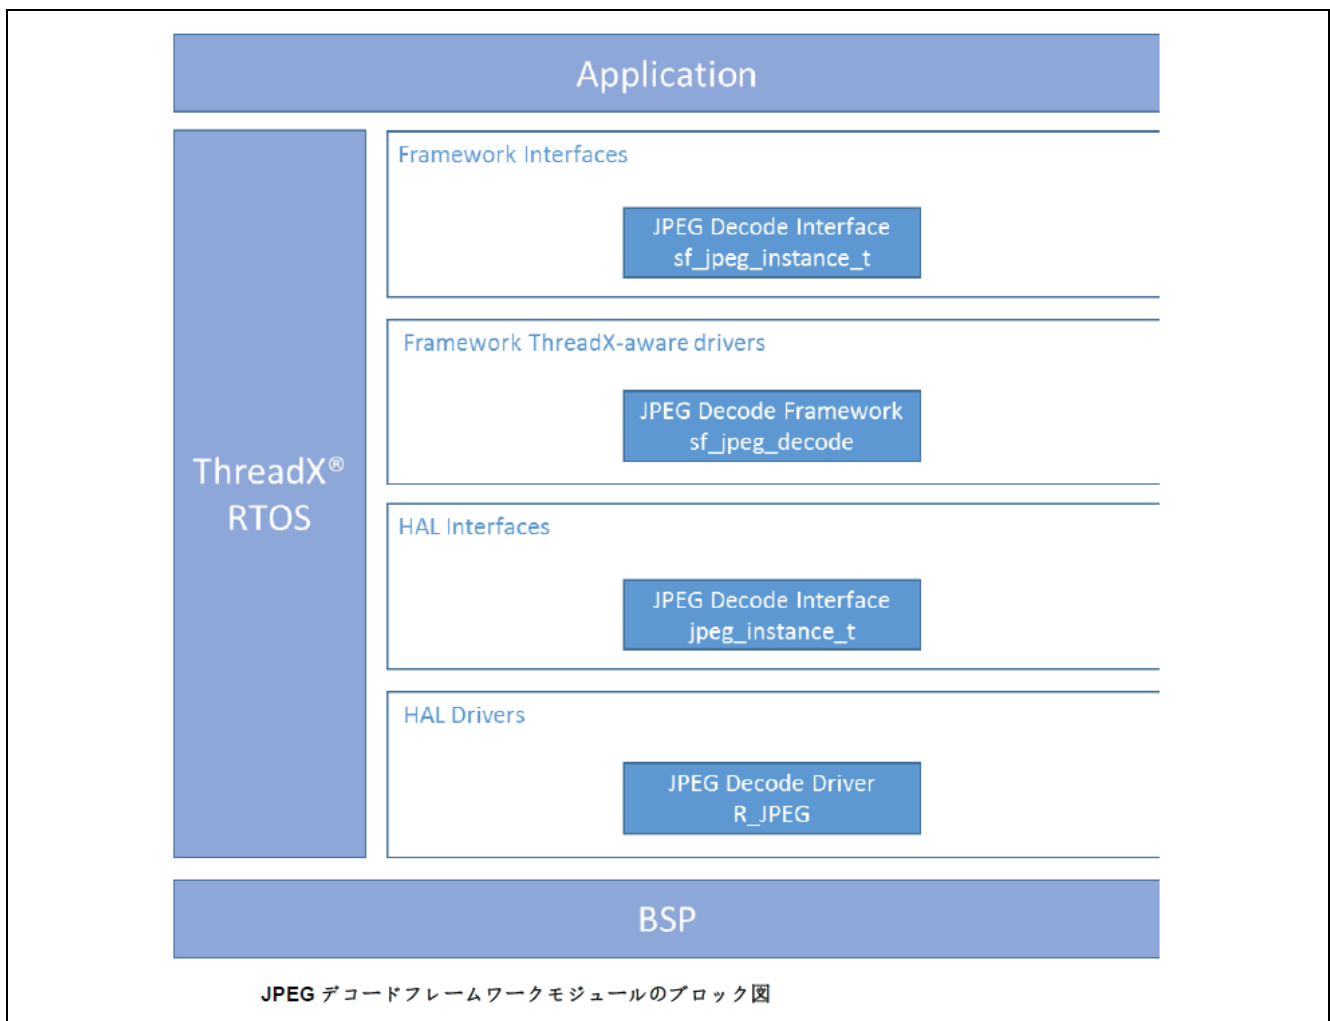 Application
ThreadX®
RTOS
Framework Interfaces
JPEG Decode Interface
sf_jpeg_instance_t
Framework ThreadX-aware drivers
JPEG Decode Framework
sf_jpeg_decode
HAL Interfaces
JPEG Decode Interface
jpeg_instance_t
HAL Drivers
JPEG Decode Driver
R_JPEG
BSP
JPEG デコードフレームワークモジュールのブロック図